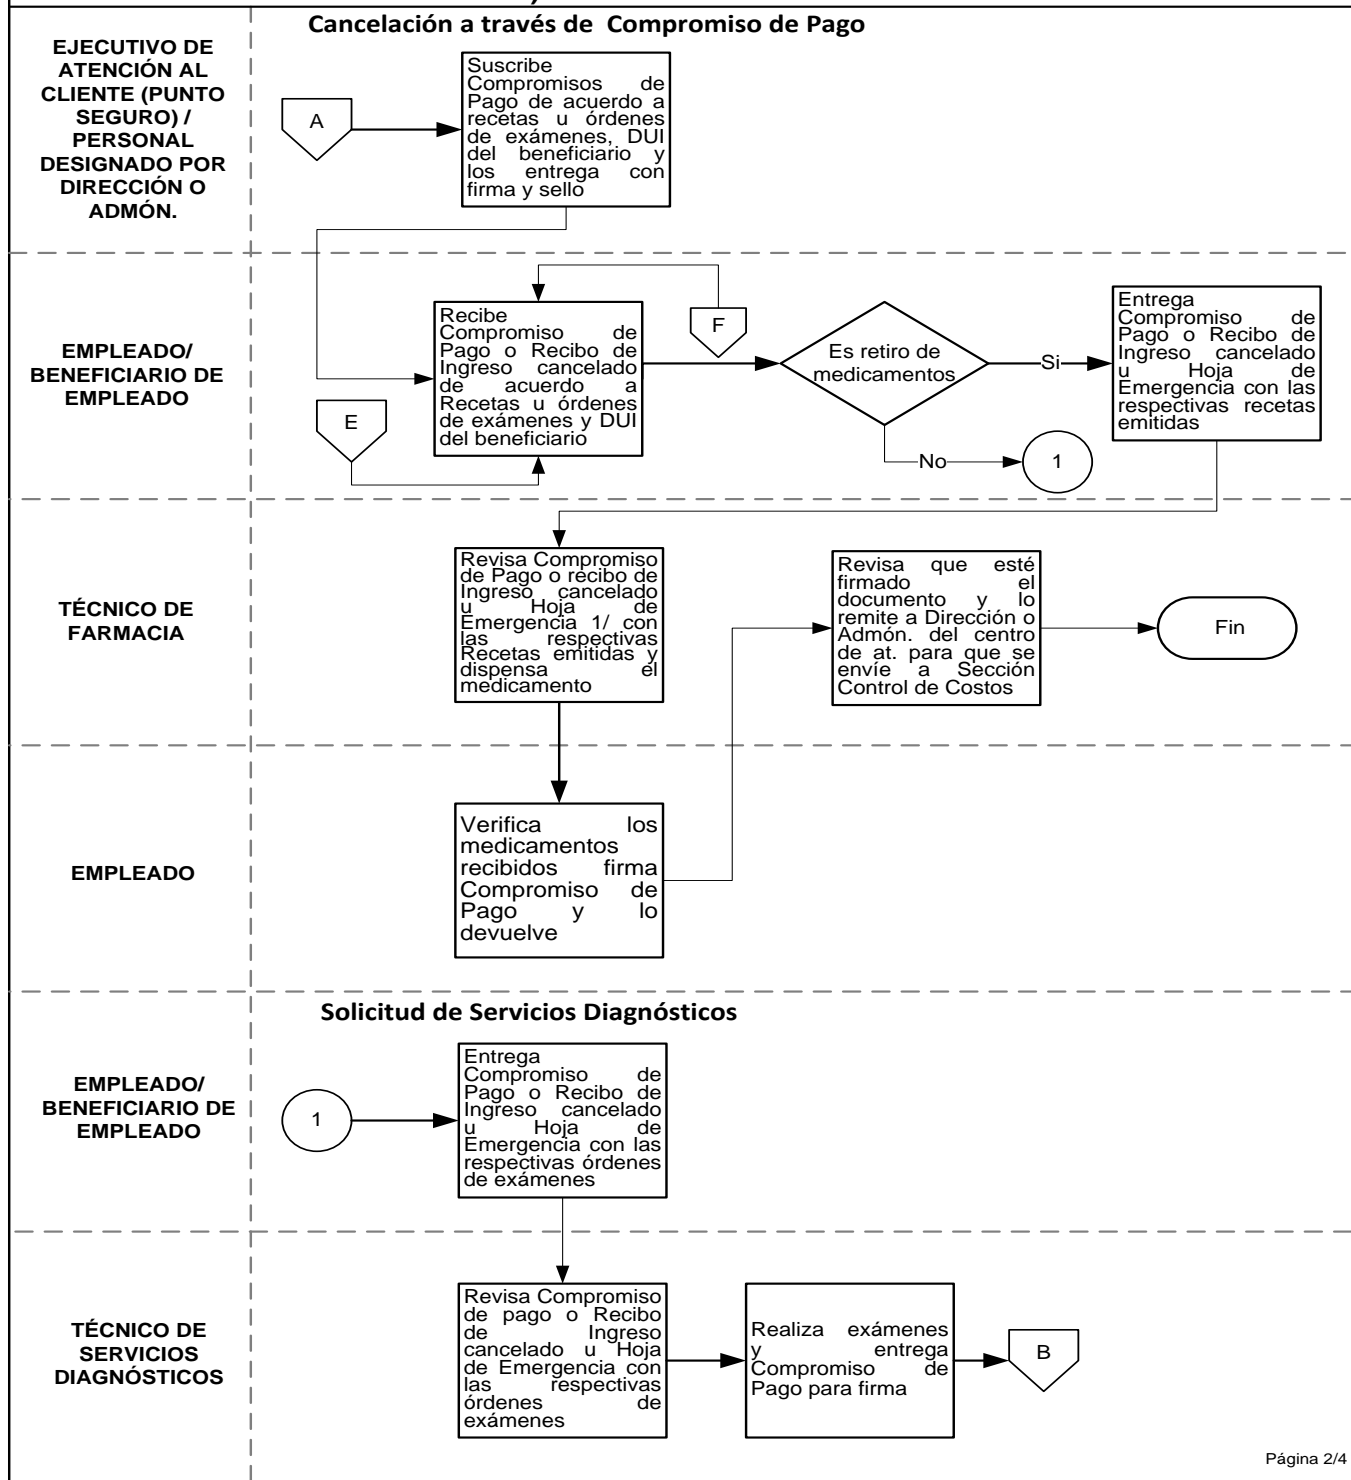 Cancelación a través de Compromiso de Pago
EJECUTIVO DE
ATENCIÓN AL
CLIENTE (PUNTO
SEGURO) /
PERSONAL
DESIGNADO POR
DIRECCIÓN O
ADMÓN.
A
Suscribe
Compromisos de
Pago de acuerdo a
recetas u órdenes
de exámenes, DUI
del beneficiario y
los entrega con
firma y sello
EMPLEADO/
BENEFICIARIO DE
EMPLEADO
Recibe
Compromiso de
Pago o Recibo de
Ingreso cancelado
de acuerdo a
Recetas u órdenes
de exámenes y DUI
del beneficiario
E
F
Es retiro de
medicamentos
Si
No
1
Entrega
Compromiso de
Pago o Recibo de
Ingreso cancelado
u Hoja de
Emergencia con las
respectivas recetas
emitidas
TÉCNICO DE
FARMACIA
Revisa Compromiso
de Pago o recibo de
Ingreso cancelado
u Hoja de
Emergencia 1/ con
las respectivas
Recetas emitidas y
dispensa el
medicamento
Revisa que esté
firmado el
documento y lo
remite a Dirección o
Admón. del centro
de at. para que se
envíe a Sección
Control de Costos
Fin
EMPLEADO
Verifica los
medicamentos
recibidos firma
Compromiso de
Pago y lo
devuelve
Solicitud de Servicios Diagnósticos
EMPLEADO/
BENEFICIARIO DE
EMPLEADO
1
Entrega
Compromiso de
Pago o Recibo de
Ingreso cancelado
u Hoja de
Emergencia con las
respectivas órdenes
de exámenes
TÉCNICO DE
SERVICIOS
DIAGNÓSTICOS
Revisa Compromiso
de pago o Recibo
de Ingreso
cancelado u Hoja
de Emergencia con
las respectivas
órdenes de
exámenes
Realiza exámenes
y entrega
Compromiso de
Pago para firma
B
Página 2/4